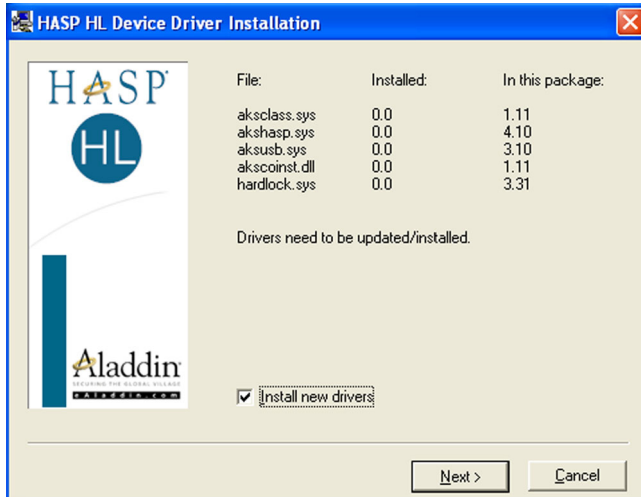 HASP HL Device Driver Installation
HASP
HL
Aladdin
SECURING THE GLOBAL VILLAGE
eAladdin.com
File: Installed: In this package:
aksclass.sys 0.0 1.11
akshasp.sys 0.0 4.10
aksusb.sys 0.0 3.10
akscoinst.dll 0.0 1.11
hardlock.sys 0.0 3.31
Drivers need to be updated/installed.
Install new drivers
Next >
Cancel